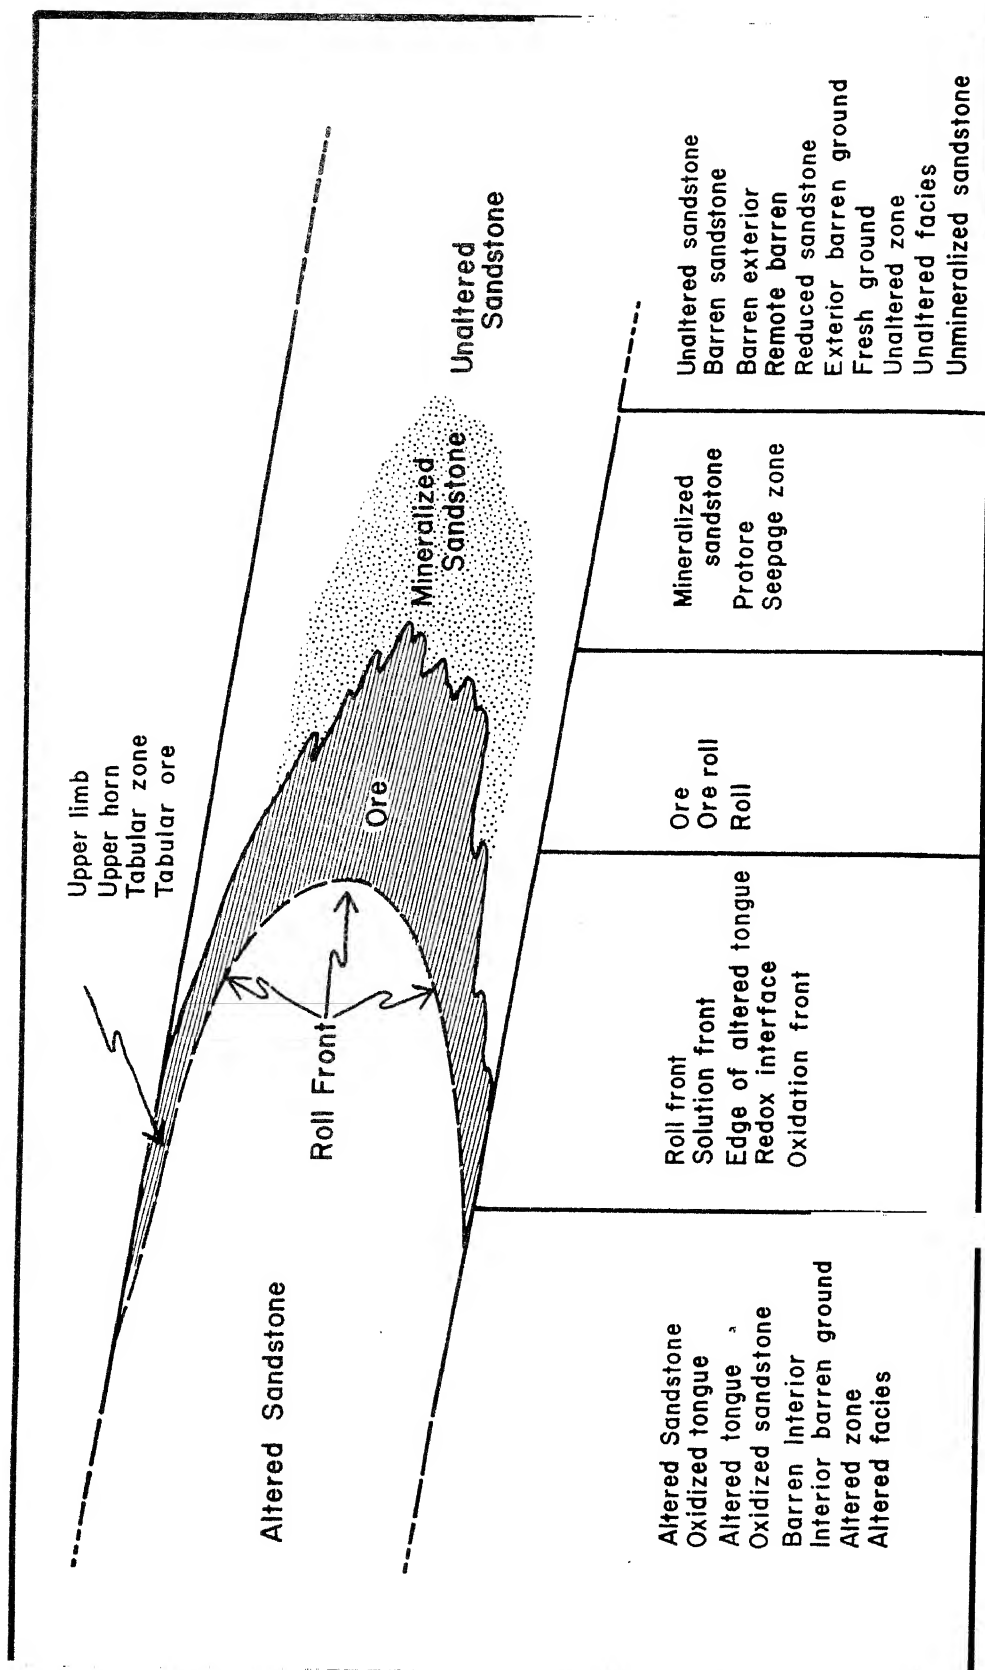 Upper limb
Upper horn
Tabular zone
Tabular ore
Altered Sandstone
Roll Front
Ore
Mineralized
Sandstone
Unaltered
Sandstone
Altered Sandstone
Oxidized tongue
Altered tongue
Oxidized sandstone
Barren Interior
Interior barren ground
Altered zone
Altered facies
Roll front
Solution front
Edge of altered tongue
Redox interface
Oxidation front
Ore
Ore roll
Roll
Mineralized
sandstone
Protore
Seepage zone
Unaltered sandstone
Barren sandstone
Barren exterior
Remote barren
Reduced sandstone
Exterior barren ground
Fresh ground
Unaltered zone
Unaltered facies
Unmineralized sandstone